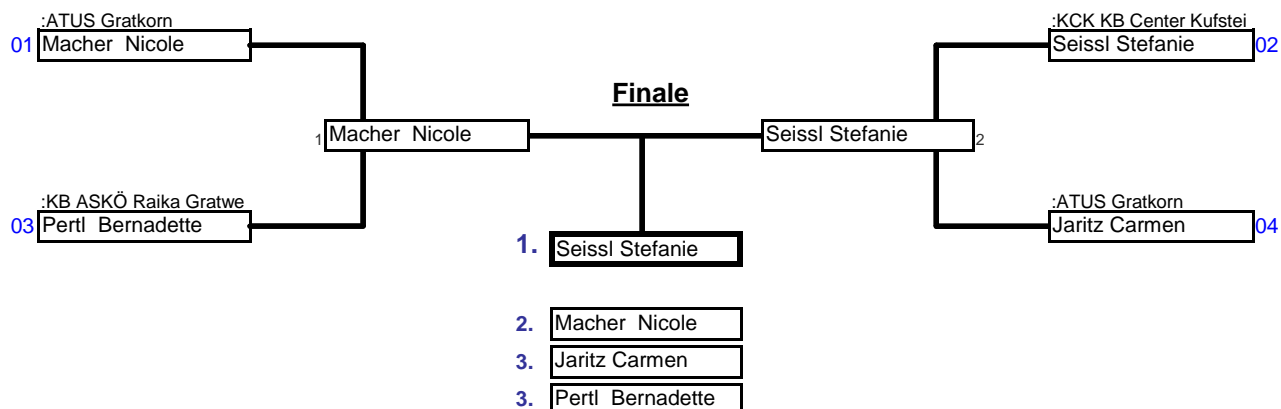 :ATUS Gratkorn
01 Macher Nicole
:KCK KB Center Kufstei
Seissl Stefanie 02
Finale
1 Macher Nicole
Seissl Stefanie 2
:KB ASKÖ Raika Gratwe
03 Pertl Bernadette
:ATUS Gratkorn
Jaritz Carmen 04
1. Seissl Stefanie
2. Macher Nicole
3. Jaritz Carmen
3. Pertl Bernadette